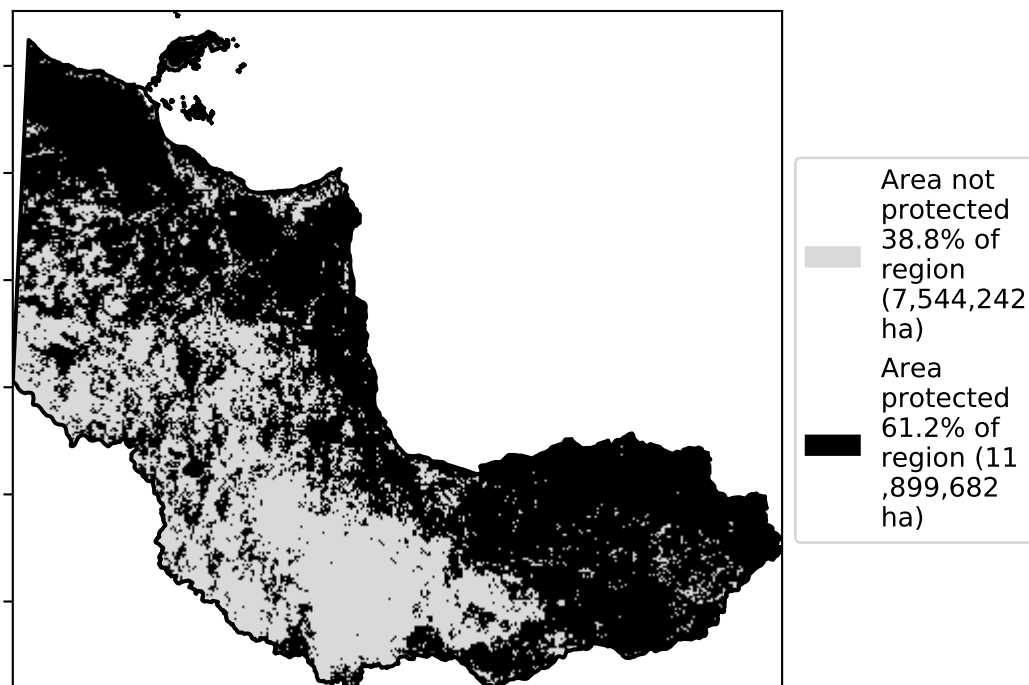 Area not
protected
38.8% of
region
(7,544,242
ha)
Area
protected
61.2% of
region (11
,899,682
ha)